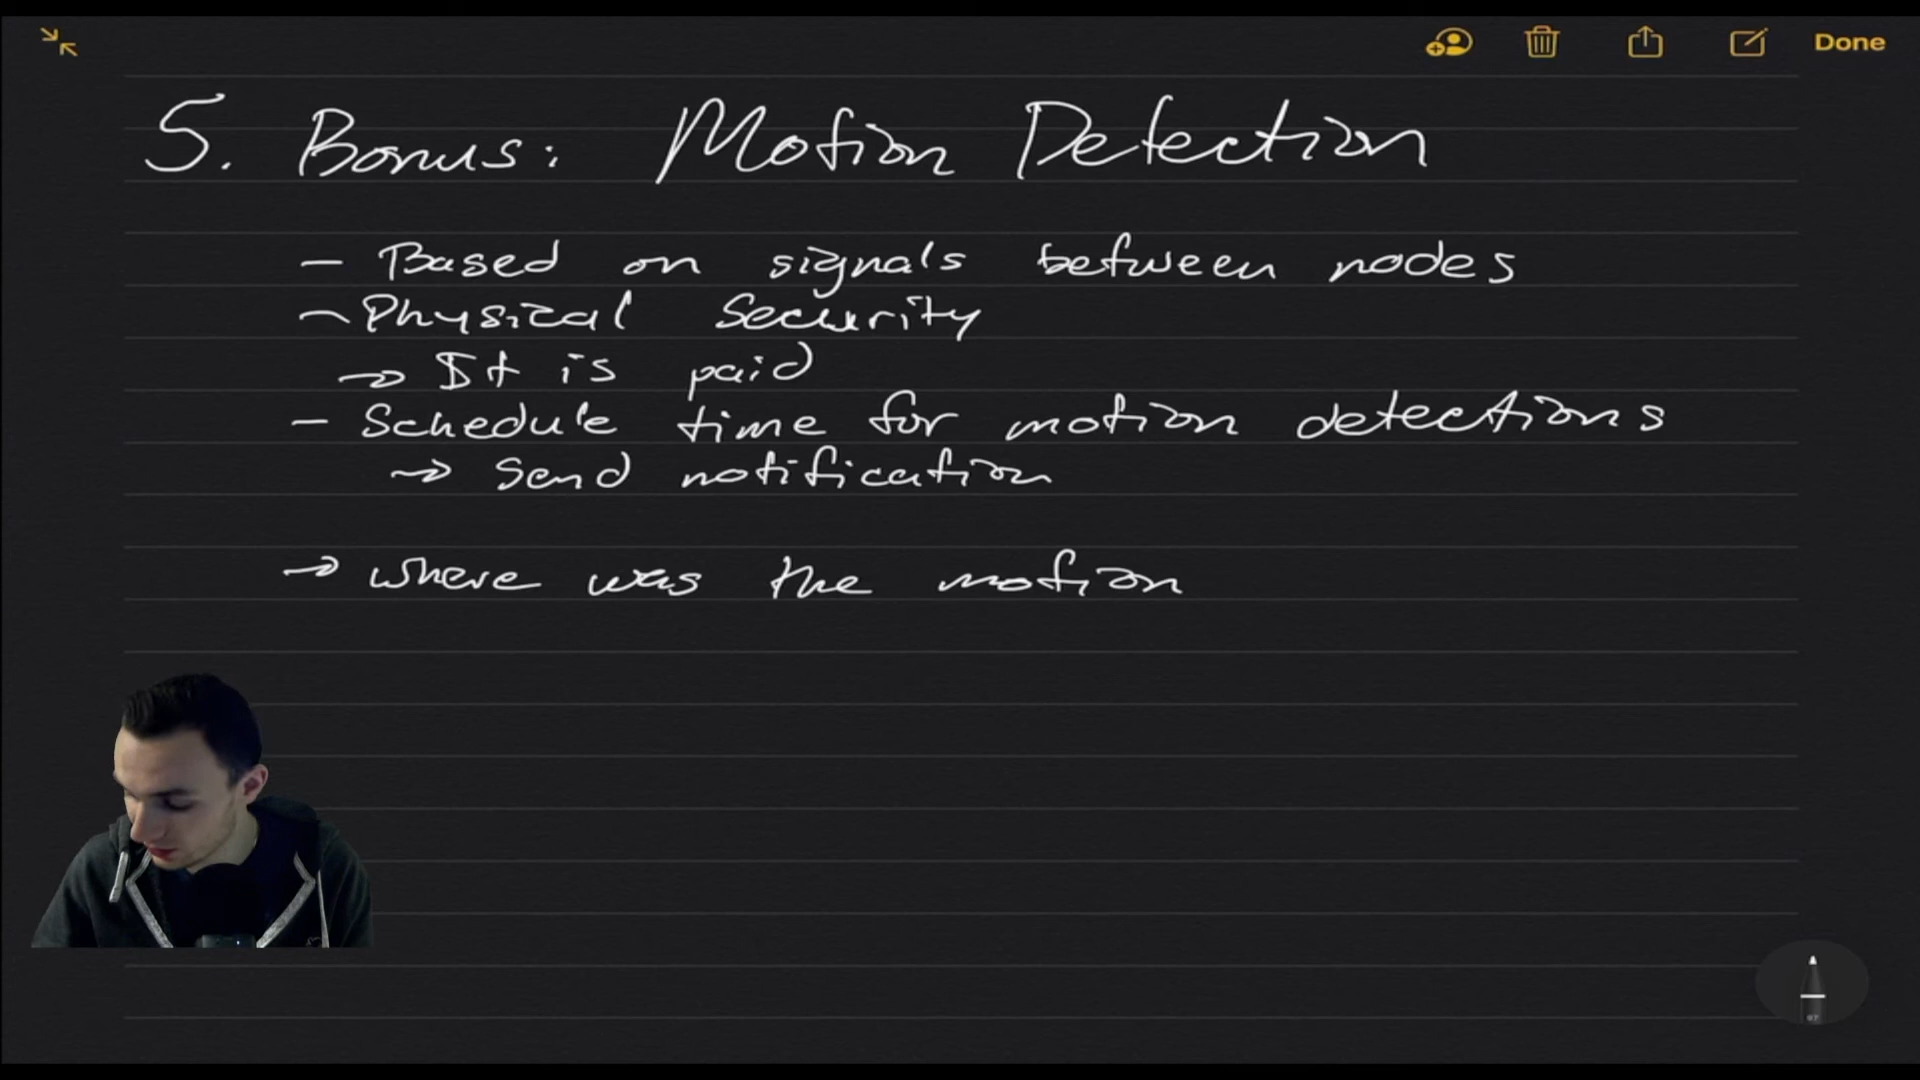 Done
5. Bonus: Motion Detection
- Based on signals between nodes
- Physical Security
→ It is paid
- Schedule time for motion detections
→ Send notification
→ where was the motion
97